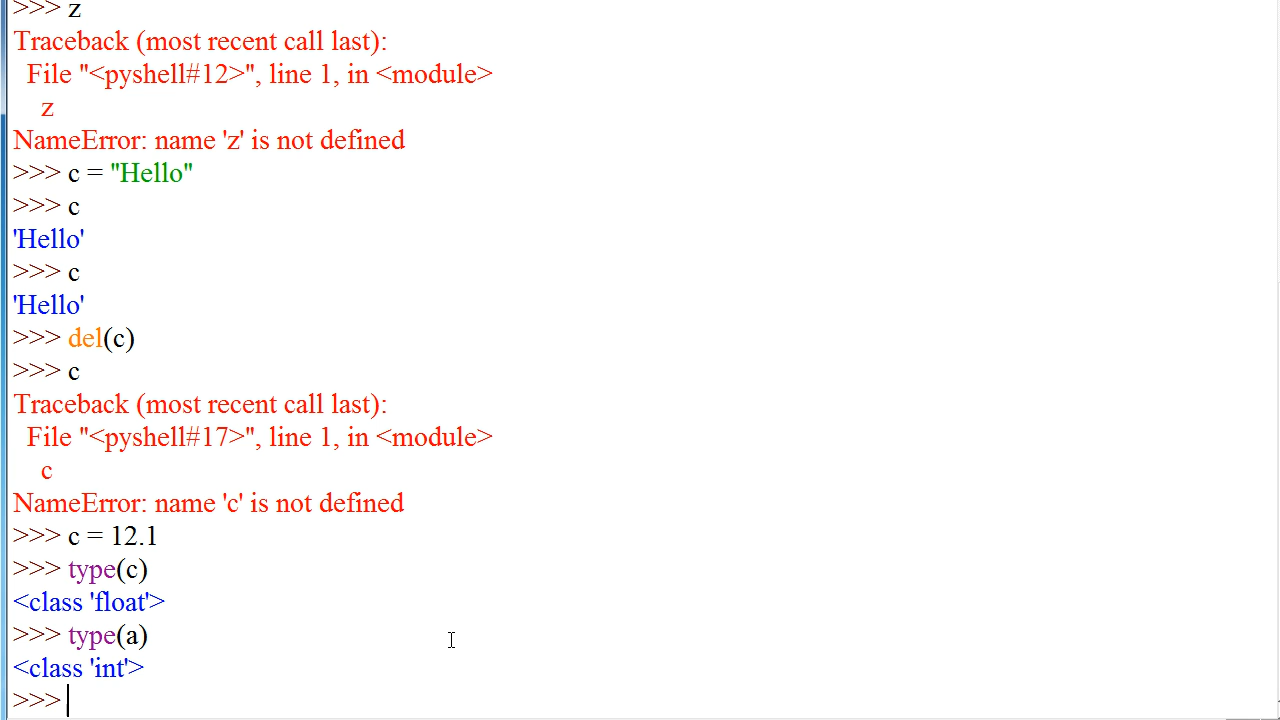 >>> z
Traceback (most recent call last):
  File "<pyshell#12>", line 1, in <module>
    z
NameError: name 'z' is not defined
>>> c = "Hello"
>>> c
'Hello'
>>> c
'Hello'
>>> del(c)
>>> c
Traceback (most recent call last):
  File "<pyshell#17>", line 1, in <module>
    c
NameError: name 'c' is not defined
>>> c = 12.1
>>> type(c)
<class 'float'>
>>> type(a)
<class 'int'>
>>>